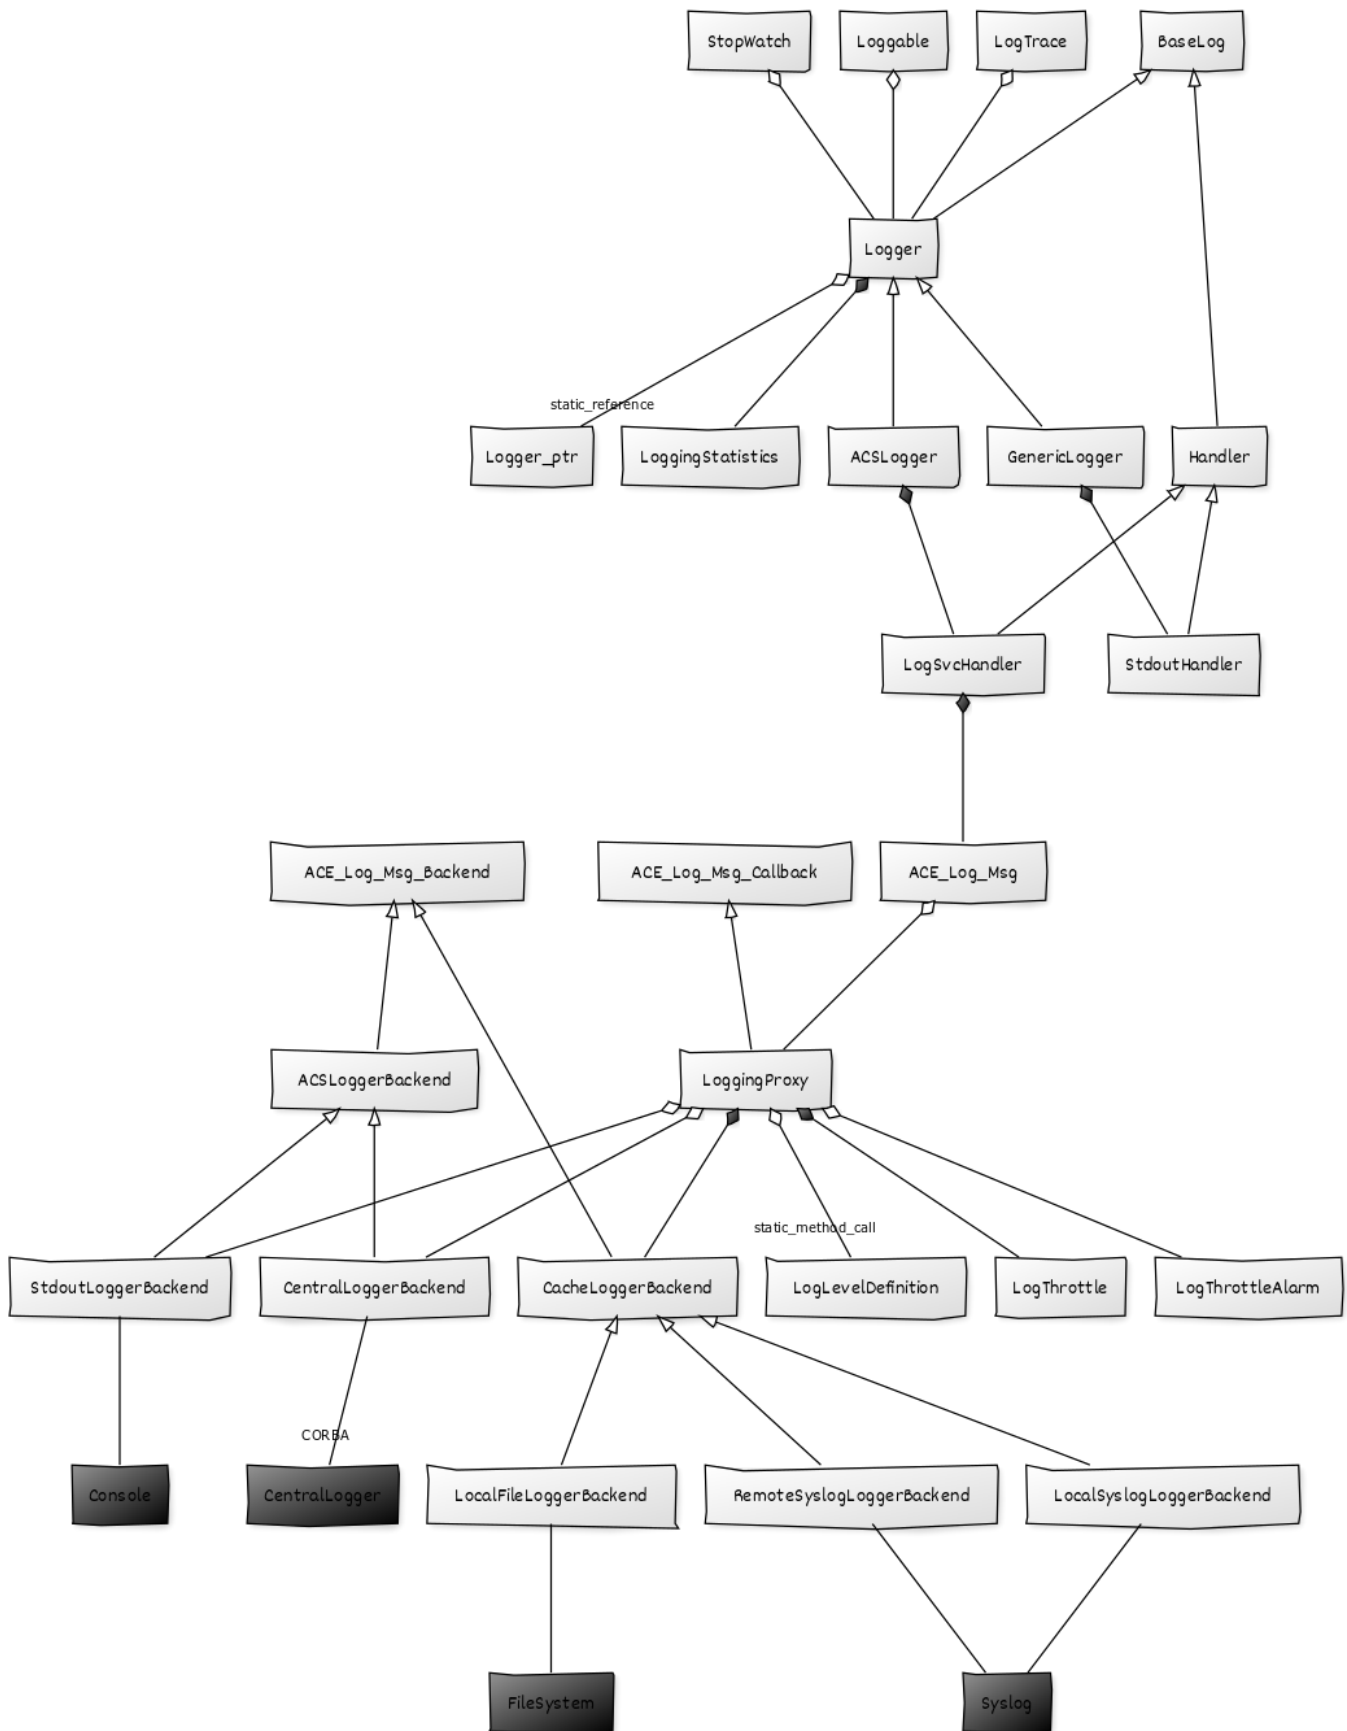 StopWatch
Loggable
LogTrace
BaseLog
Logger
static_reference
Logger_ptr
LoggingStatistics
ACSLogger
GenericLogger
Handler
LogSvcHandler
StdoutHandler
ACE_Log_Msg_Backend
ACE_Log_Msg_Callback
ACE_Log_Msg
ACSLoggerBackend
LoggingProxy
static_method_call
StdoutLoggerBackend
CentralLoggerBackend
CacheLoggerBackend
LogLevelDefinition
LogThrottle
LogThrottleAlarm
CORBA
Console
CentralLogger
LocalFileLoggerBackend
RemoteSyslogLoggerBackend
LocalSyslogLoggerBackend
FileSystem
Syslog